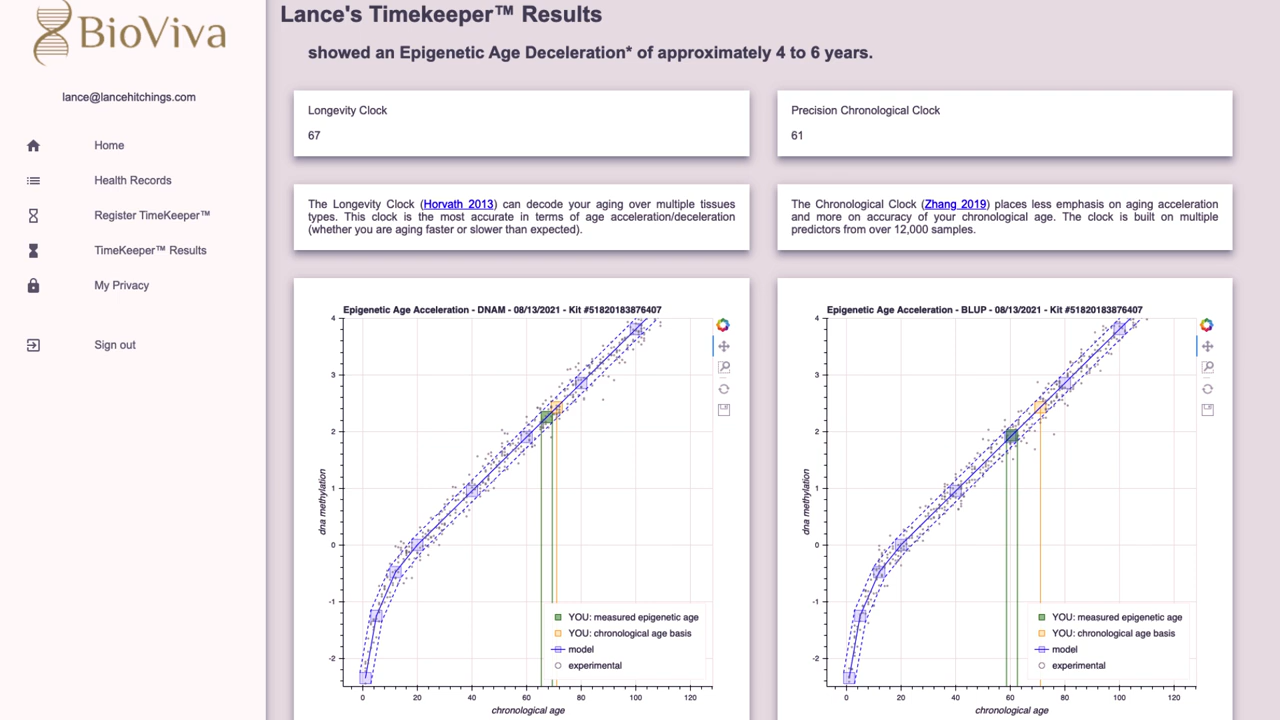 BioViva
lance@lancehitchings.com
Home
Health Records
Register TimeKeeper™
TimeKeeper™ Results
My Privacy
Sign out
Lance's Timekeeper™ Results
showed an Epigenetic Age Deceleration* of approximately 4 to 6 years.
Longevity Clock
67
Precision Chronological Clock
61
The Longevity Clock (Horvath 2013) can decode your aging over multiple tissues
types. This clock is the most accurate in terms of age acceleration/deceleration
(whether you are aging faster or slower than expected).
The Chronological Clock (Zhang 2019) places less emphasis on aging acceleration
and more on accuracy of your chronological age. The clock is built on multiple
predictors from over 12,000 samples.
Epigenetic Age Acceleration - DNAM - 08/13/2021 - Kit #51820183876407
4
3
2
1
0
-1
-2
dna methylation
YOU: measured epigenetic age
YOU: chronological age basis
model
experimental
0 20 40 60 80 100 120
chronological age
Epigenetic Age Acceleration - BLUP - 08/13/2021 - Kit #51820183876407
4
3
2
1
0
-1
-2
dna methylation
YOU: measured epigenetic age
YOU: chronological age basis
model
experimental
0 20 40 60 80 100 120
chronological age